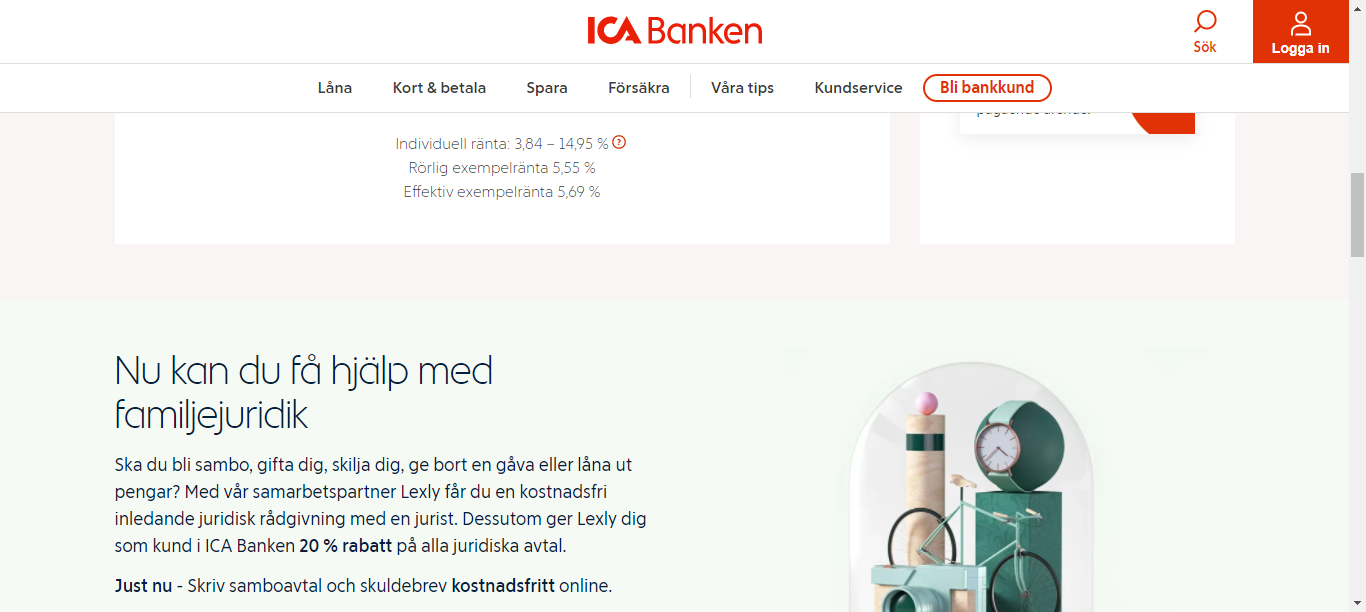 ICA Banken
Sök
Logga in
Låna Kort & betala Spara Försäkra Våra tips Kundservice Bli bankkund
Individuell ränta: 3,84 – 14,95 % ?
Rörlig exempelränta 5,55 %
Effektiv exempelränta 5,69 %
Nu kan du få hjälp med
familjejuridik
Ska du bli sambo, gifta dig, skilja dig, ge bort en gåva eller låna ut
pengar? Med vår samarbetspartner Lexly får du en kostnadsfri
inledande juridisk rådgivning med en jurist. Dessutom ger Lexly dig
som kund i ICA Banken 20 % rabatt på alla juridiska avtal.
Just nu - Skriv samboavtal och skuldebrev kostnadsfritt online.